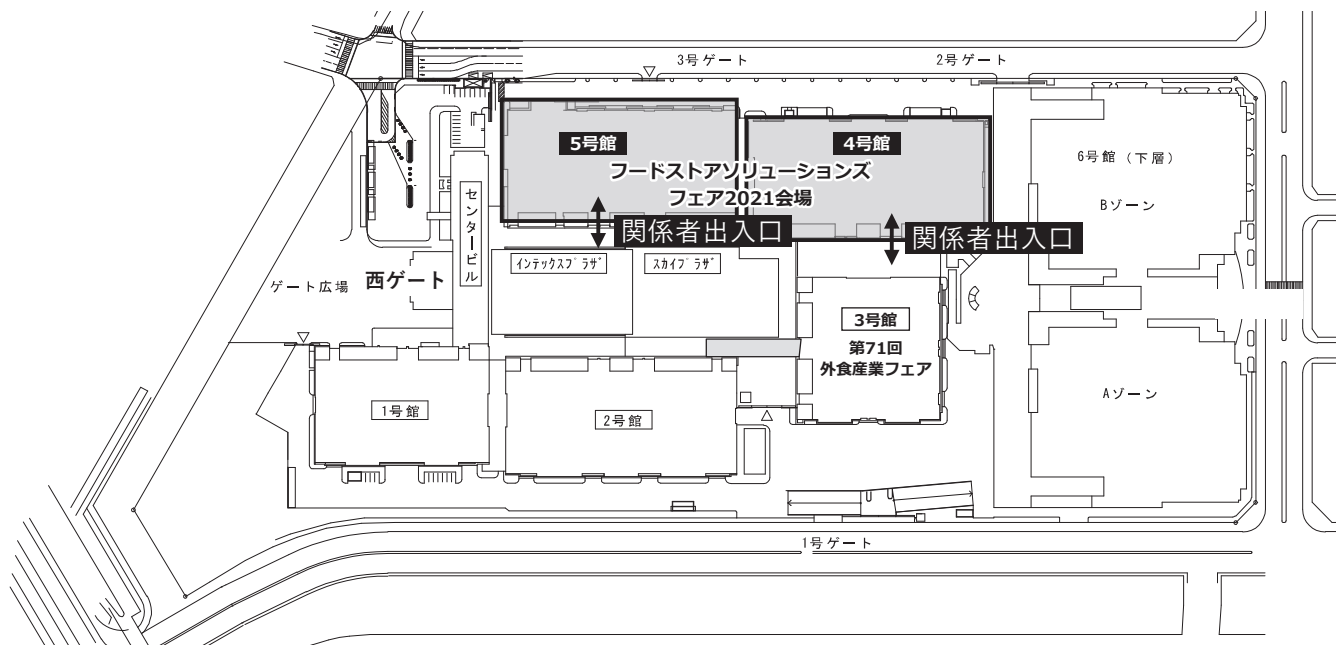 3号ゲート
2号ゲート
5号館
4号館
フードストアソリューションズ
フェア2021会場
6号館（下層）
Bゾーン
関係者出入口
関係者出入口
センタービル
インテックスプラザ
スカイプラザ
西ゲート
ゲート広場
3号館
第71回
外食産業フェア
1号館
2号館
Aゾーン
1号ゲート